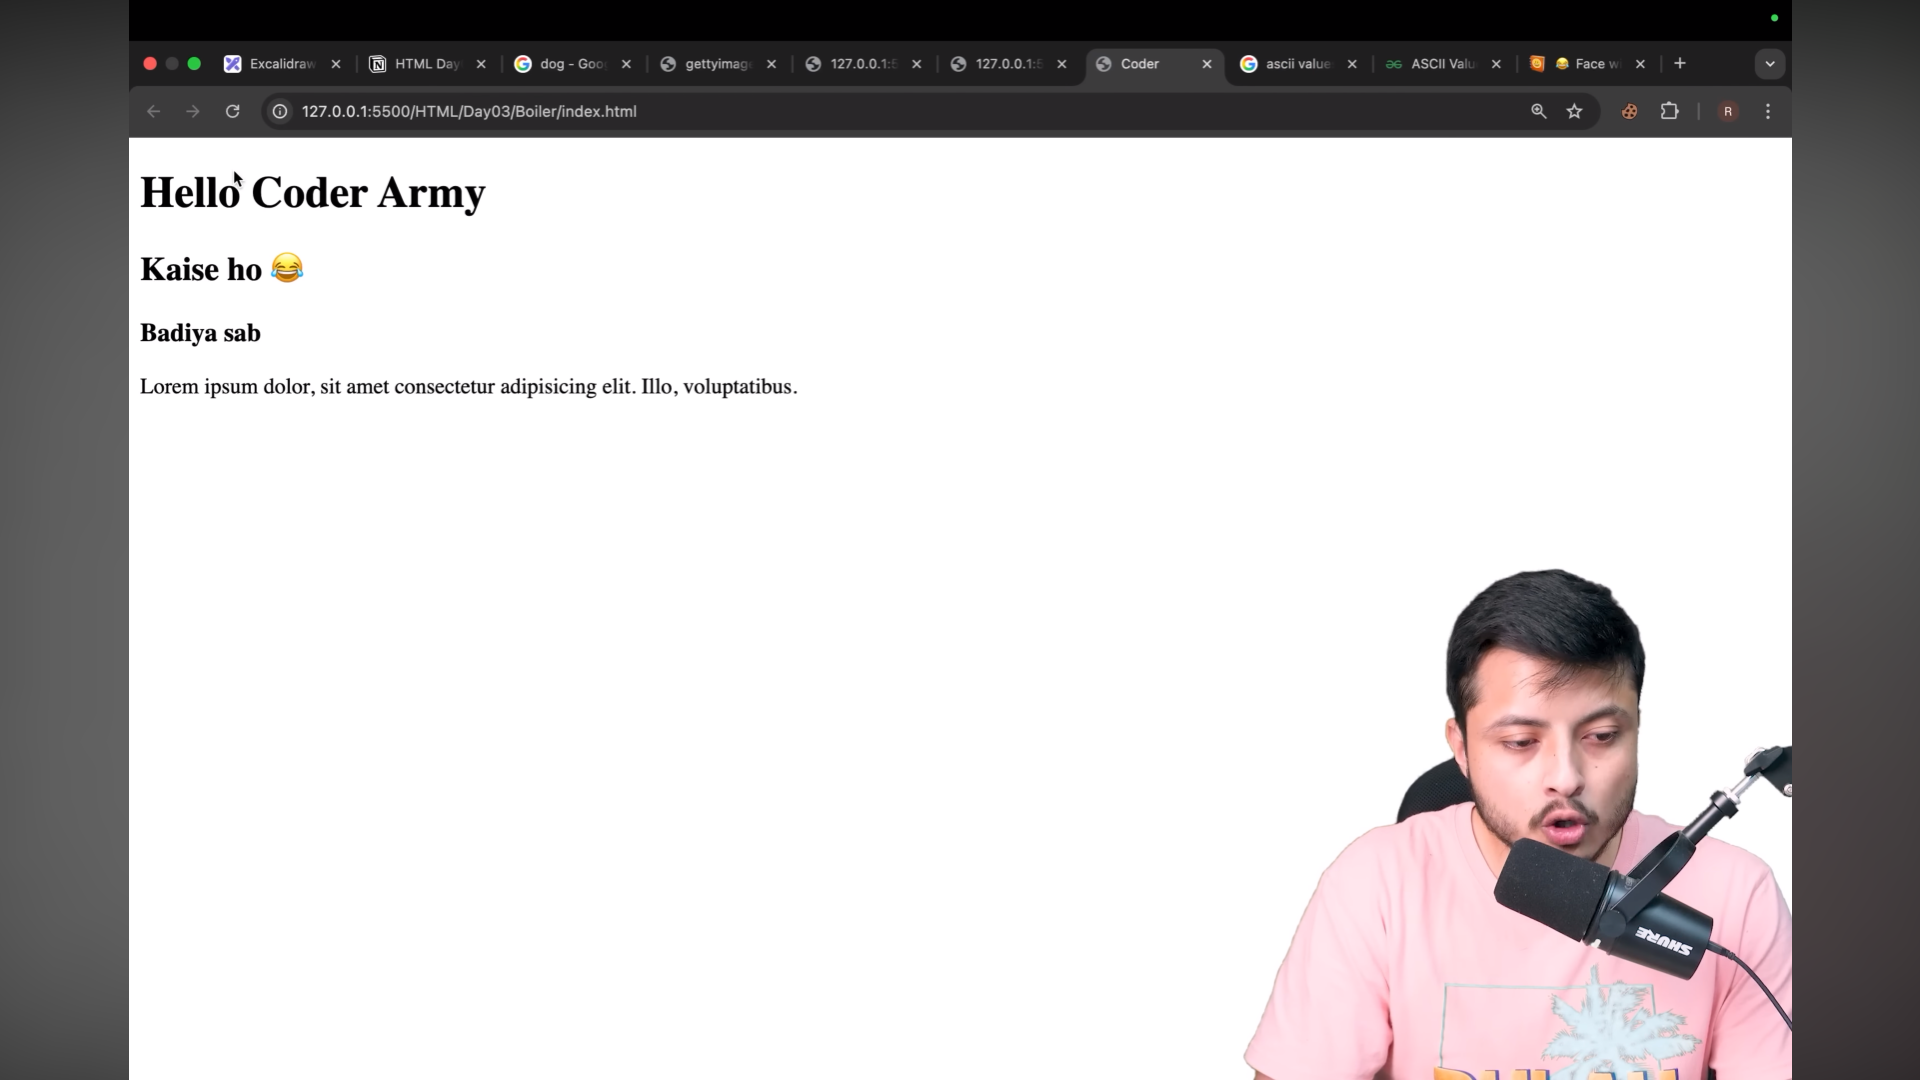 Excalidraw
HTML Day
dog - Goo
gettyimag
127.0.0.1:5
127.0.0.1:5
Coder
ascii value
ASCII Valu
😂 Face w
127.0.0.1:5500/HTML/Day03/Boiler/index.html
R
Hello Coder Army
Kaise ho 😂
Badiya sab
Lorem ipsum dolor, sit amet consectetur adipisicing elit. Illo, voluptatibus.
SHURE